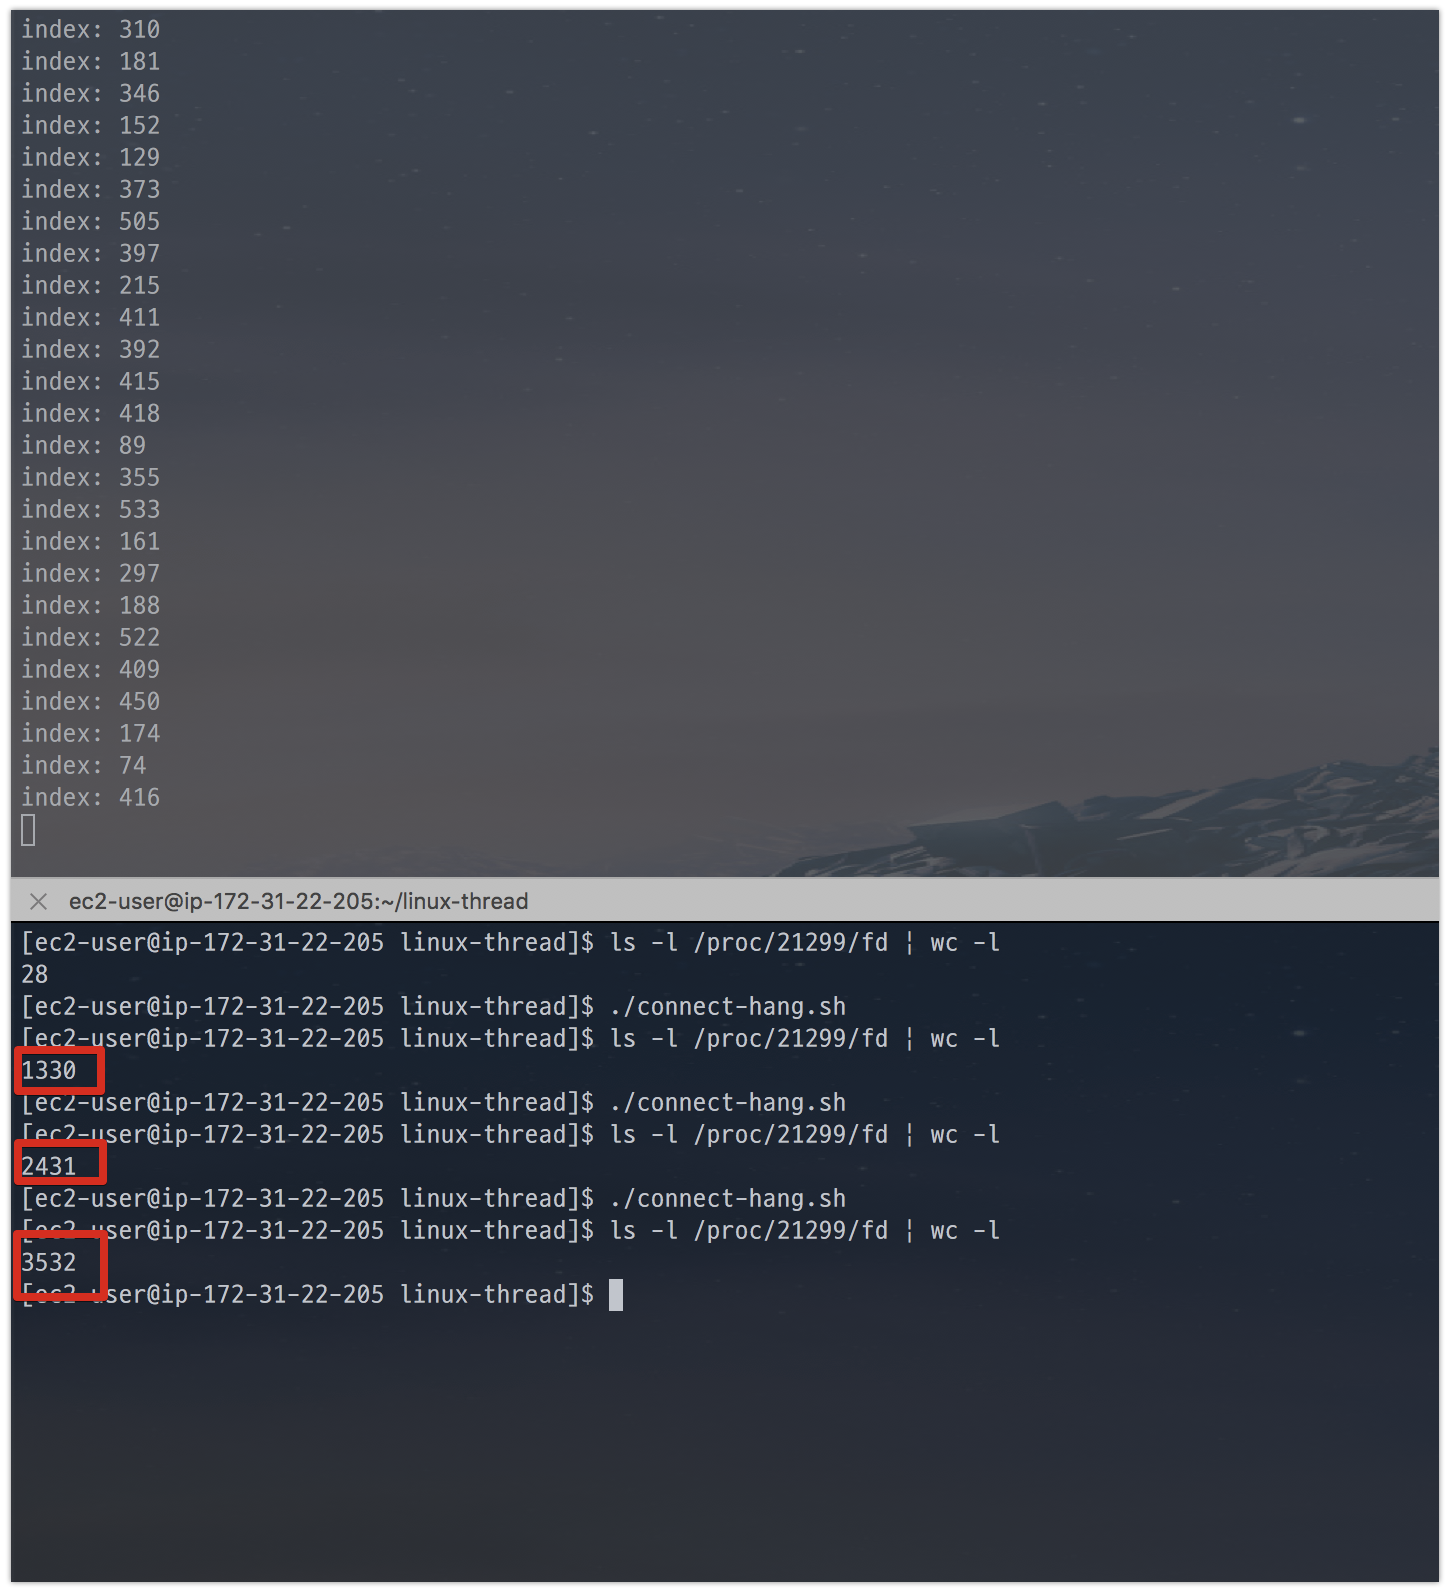 index: 310
index: 181
index: 346
index: 152
index: 129
index: 373
index: 505
index: 397
index: 215
index: 411
index: 392
index: 415
index: 418
index: 89
index: 355
index: 533
index: 161
index: 297
index: 188
index: 522
index: 409
index: 450
index: 174
index: 74
index: 416
ec2-user@ip-172-31-22-205:~/linux-thread
[ec2-user@ip-172-31-22-205 linux-thread]$ ls -l /proc/21299/fd | wc -l
28
[ec2-user@ip-172-31-22-205 linux-thread]$ ./connect-hang.sh
[ec2-user@ip-172-31-22-205 linux-thread]$ ls -l /proc/21299/fd | wc -l
1330
[ec2-user@ip-172-31-22-205 linux-thread]$ ./connect-hang.sh
[ec2-user@ip-172-31-22-205 linux-thread]$ ls -l /proc/21299/fd | wc -l
2431
[ec2-user@ip-172-31-22-205 linux-thread]$ ./connect-hang.sh
[ec2-user@ip-172-31-22-205 linux-thread]$ ls -l /proc/21299/fd | wc -l
3532
[ec2-user@ip-172-31-22-205 linux-thread]$